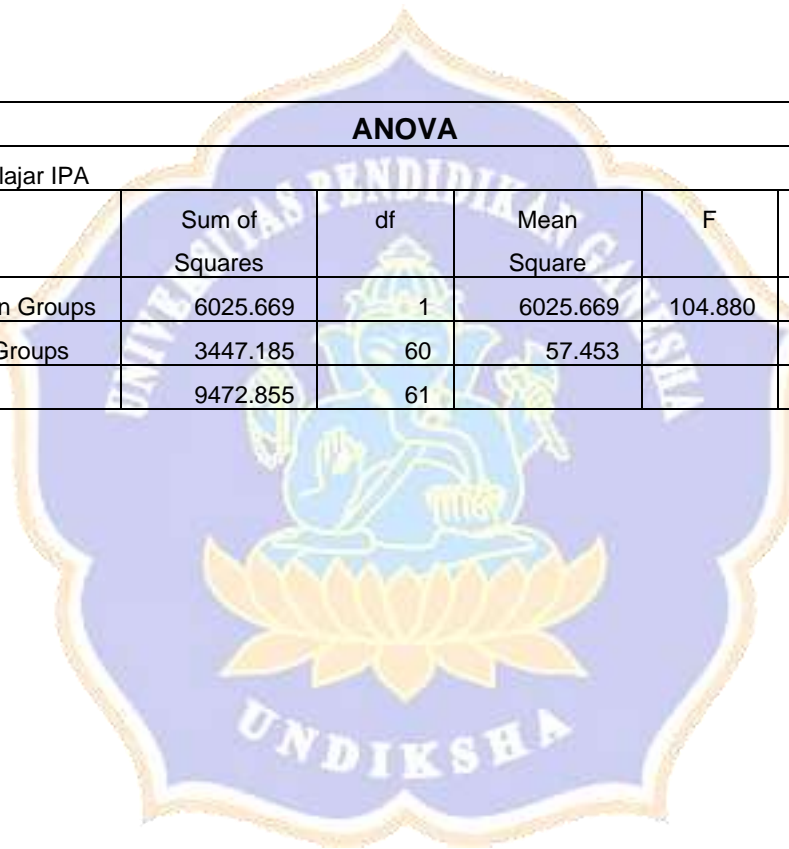 ANOVA
lajar IPA
Sum of Squares df Mean Square F
n Groups 6025.669 1 6025.669 104.880
Groups 3447.185 60 57.453
9472.855 61
UNIVERSITAS PENDIDIKAN GANESHA
UNDIKSHA